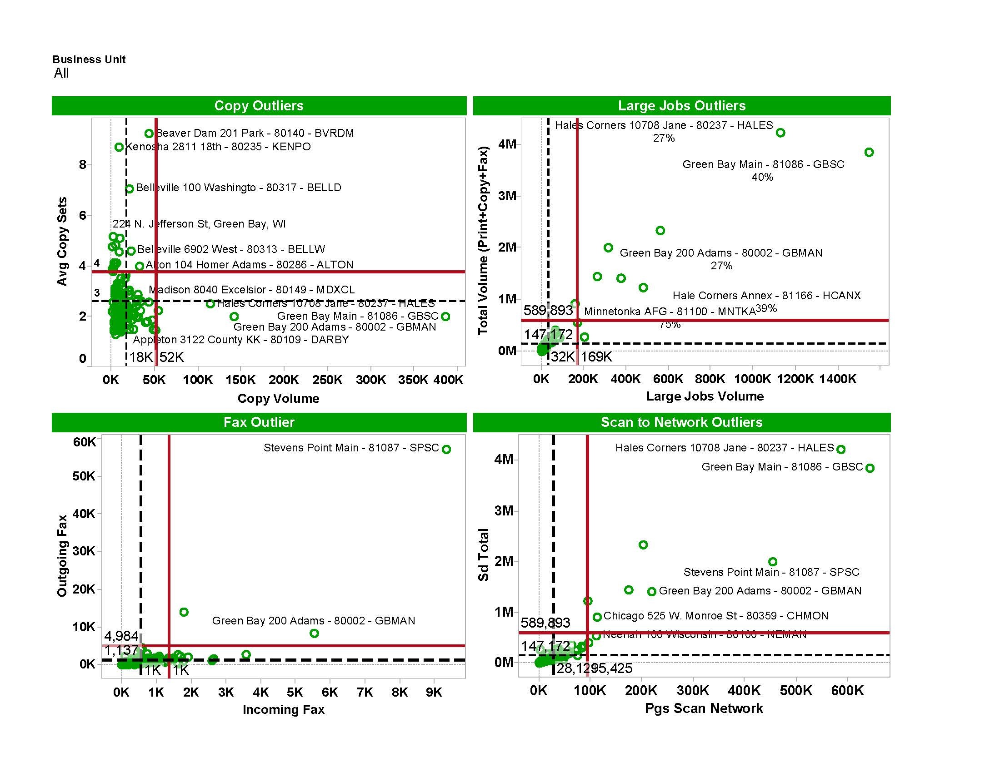 Business Unit
All
Copy Outliers
Beaver Dam 201 Park - 80140 - BVRDM
Kenosha 2811 18th - 80235 - KENPO
8
Belleville 100 Washingto - 80317 - BELLD
6
224 N. Jefferson St, Green Bay, WI
Belleville 6902 West - 80313 - BELLW
4
4
Alton 104 Homer Adams - 80286 - ALTON
3
Madison 8040 Excelsior - 80149 - MDXCL
Hales Corners 10708 Jane - 80237 - HALES
2
Green Bay Main - 81086 - GBSC
Green Bay 200 Adams - 80002 - GBMAN
Appleton 3122 County KK - 80109 - DARBY
0
18K 52K
Avg Copy Sets
0K 50K 100K 150K 200K 250K 300K 350K 400K
Copy Volume
Large Jobs Outliers
Hales Corners 10708 Jane - 80237 - HALES
27%
4M
Green Bay Main - 81086 - GBSC
40%
3M
2M
Green Bay 200 Adams - 80002 - GBMAN
27%
Hale Corners Annex - 81166 - HCANX
39%
1M
589,893
Minnetonka AFG - 81100 - MNTKA
75%
147,172
0M
32K 169K
Total Volume (Print+Copy+Fax)
0K 200K 400K 600K 800K 1000K 1200K 1400K
Large Jobs Volume
Fax Outlier
60K
Stevens Point Main - 81087 - SPSC
50K
40K
30K
20K
10K
Green Bay 200 Adams - 80002 - GBMAN
4,984
1,137
0K
1K 1K
Outgoing Fax
0K 1K 2K 3K 4K 5K 6K 7K 8K 9K
Incoming Fax
Scan to Network Outliers
Hales Corners 10708 Jane - 80237 - HALES
4M
Green Bay Main - 81086 - GBSC
3M
2M
Stevens Point Main - 81087 - SPSC
Green Bay 200 Adams - 80002 - GBMAN
1M
Chicago 525 W. Monroe St - 80359 - CHMON
589,893
Neenah 100 Wisconsin - 80100 - NEMAN
147,172
0M
95,425
Sd Total
0K 100K 200K 300K 400K 500K 600K
Pgs Scan Network